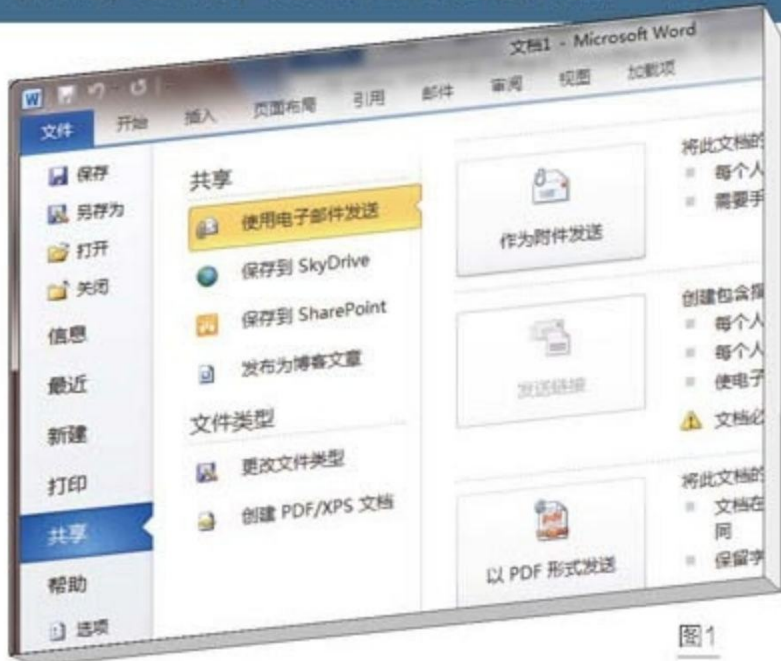 文档1 - Microsoft Word
文件 开始 插入 页面布局 引用 邮件 审阅 视图 加载项
保存
另存为
打开
关闭
信息
最近
新建
打印
共享
帮助
选项
共享
使用电子邮件发送
保存到 SkyDrive
保存到 SharePoint
发布为博客文章
文件类型
更改文件类型
创建 PDF/XPS 文档
作为附件发送
将此文档的
每个人
需要手
发送链接
创建包含指
每个人
每个人
使电子
文档必
以 PDF 形式发送
将此文档的
文档在
同
保留字
图1